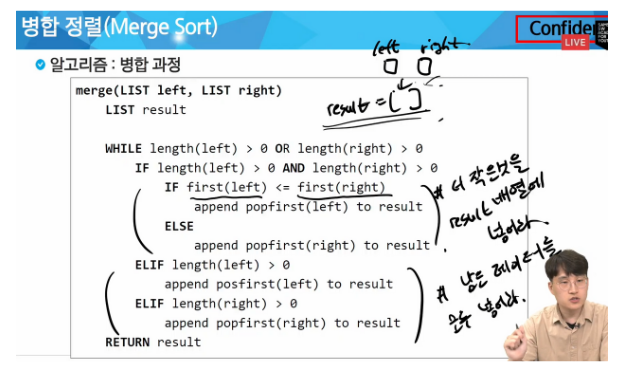 병합 정렬(Merge Sort)
Confide
LIVE
알고리즘 : 병합 과정
left right
result = [ ]
merge(LIST left, LIST right)
LIST result
WHILE length(left) > 0 OR length(right) > 0
IF length(left) > 0 AND length(right) > 0
IF first(left) <= first(right)
append popfirst(left) to result
ELSE
append popfirst(right) to result
ELIF length(left) > 0
append posfirst(left) to result
ELIF length(right) > 0
append popfirst(right) to result
RETURN result
# 더 작은것을
result 배열에
넣어라.
# 남은 데이터를
모두 넣어라.